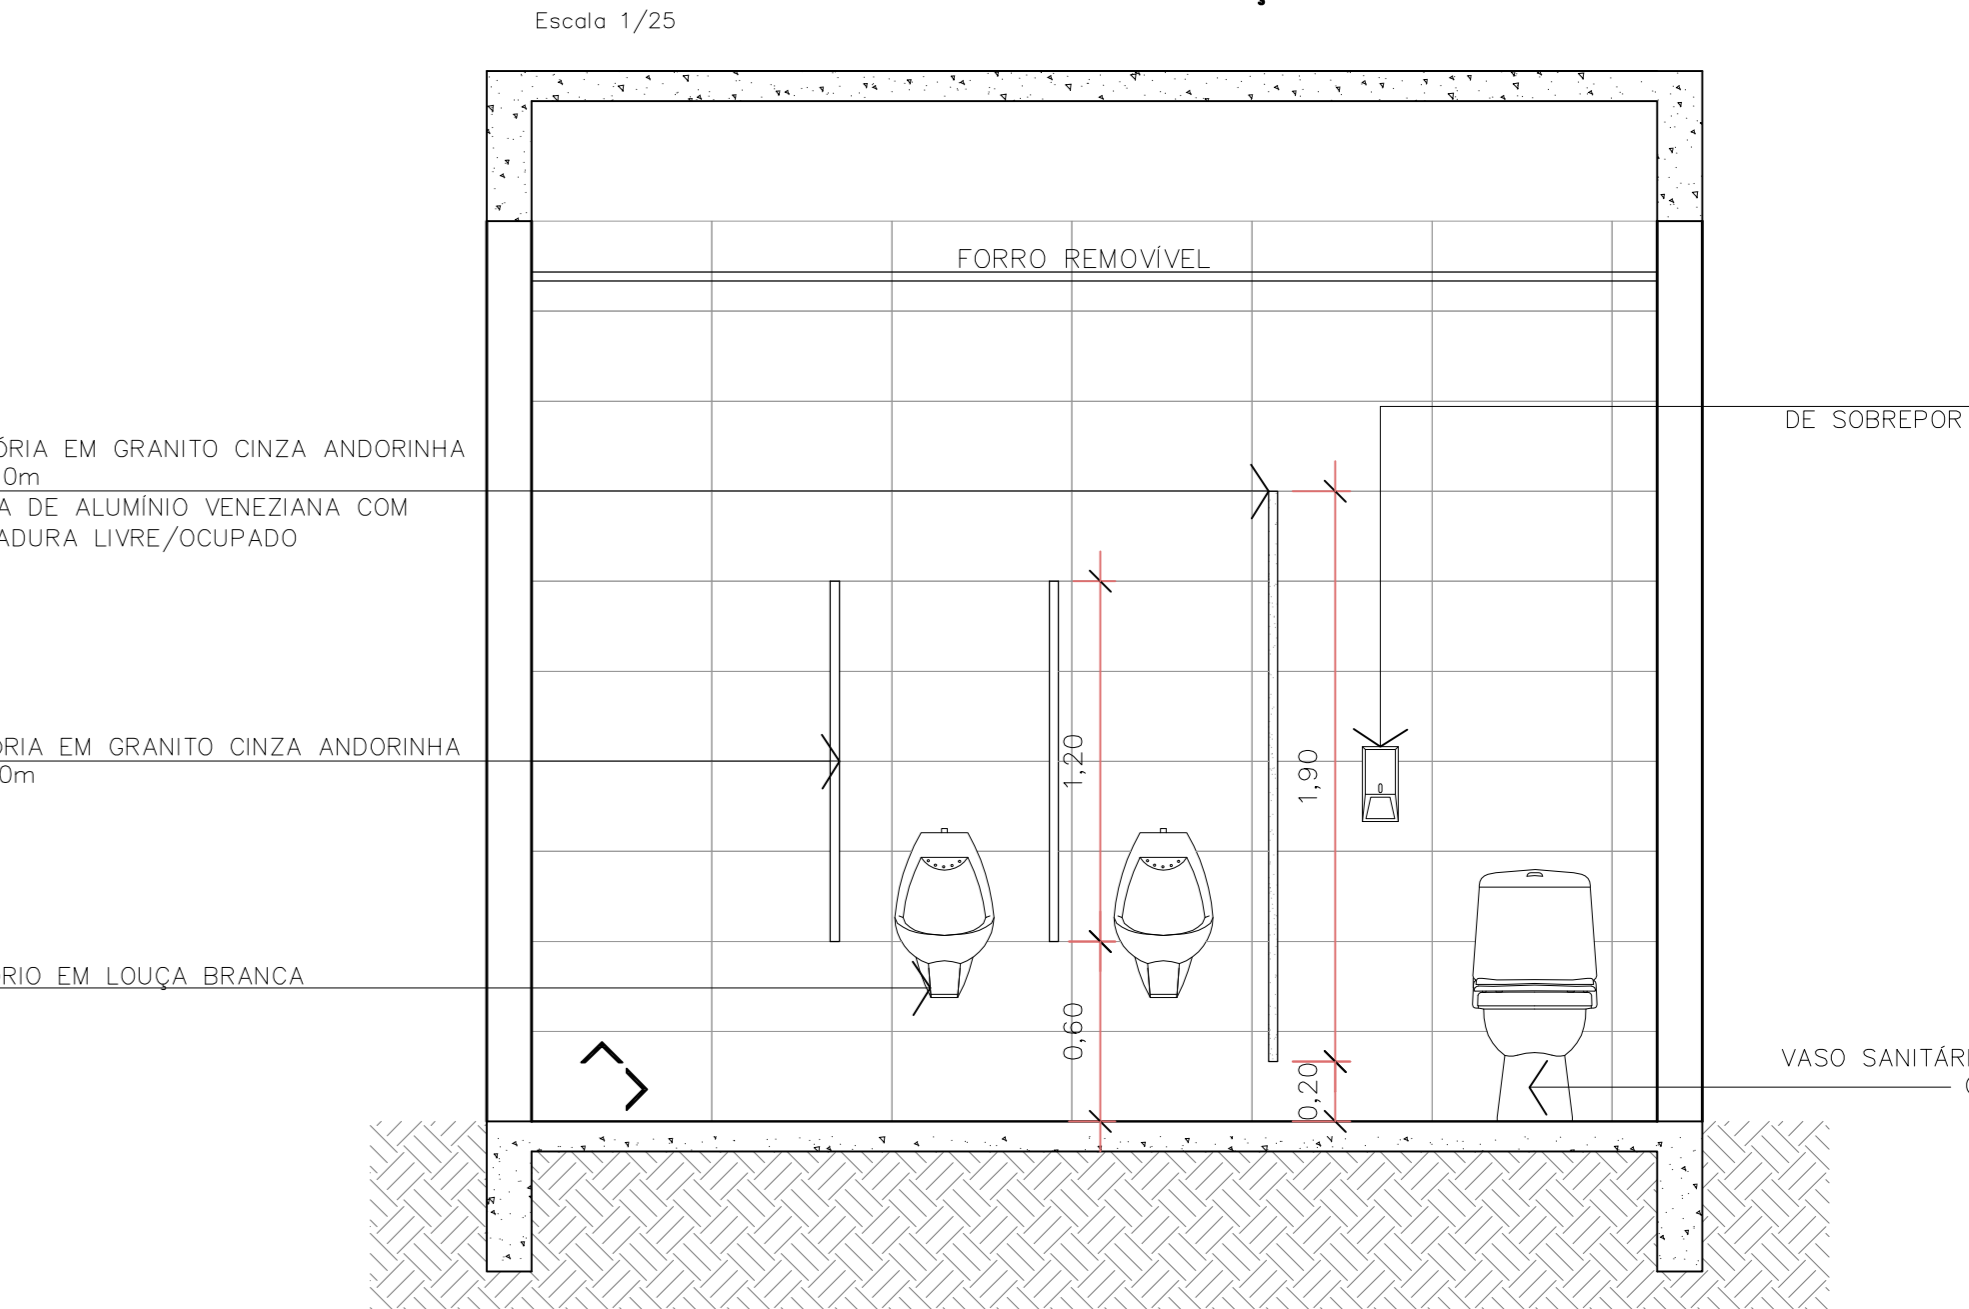 Escala 1/25
FORRO REMOVÍVEL
ÓRIA EM GRANITO CINZA ANDORINHA
0m
A DE ALUMÍNIO VENEZIANA COM
ADURA LIVRE/OCUPADO
DE SOBREPOR
ÓRIA EM GRANITO CINZA ANDORINHA
0m
1,20
1,90
ÓRIO EM LOUÇA BRANCA
0,60
0,20
VASO SANITÁRI